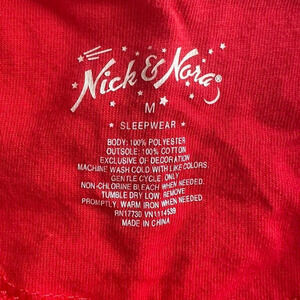 Nick & Nora®
M
SLEEPWEAR
BODY: 100% POLYESTER
OUTSOLE: 100% COTTON
EXCLUSIVE OF DECORATION
MACHINE WASH COLD WITH LIKE COLORS,
GENTLE CYCLE. ONLY
NON-CHLORINE BLEACH WHEN NEEDED.
TUMBLE DRY LOW. REMOVE
PROMPTLY. WARM IRON WHEN NEEDED.
RN17730 VN1114539
MADE IN CHINA